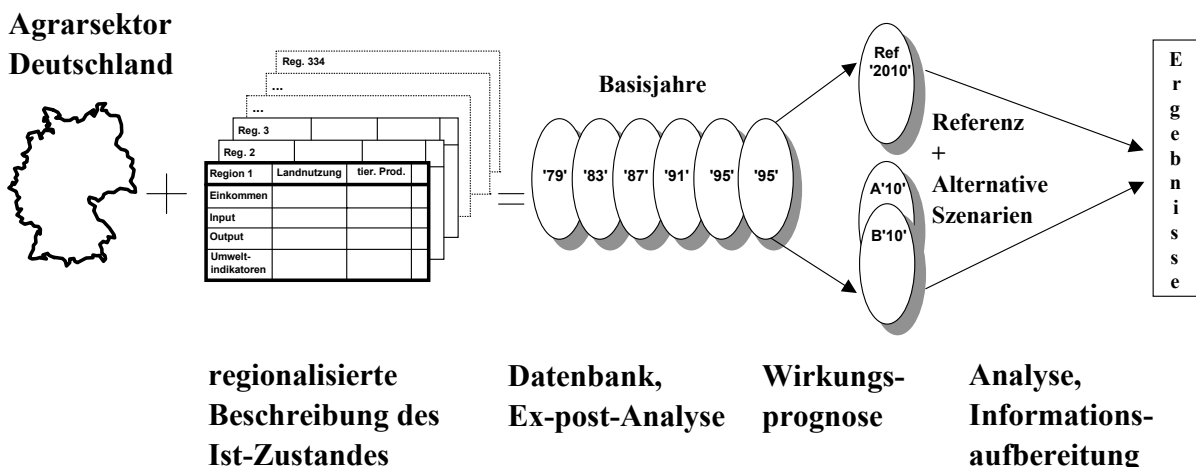 Agrarsektor
Deutschland
Reg. 334
...
...
Reg. 3
Reg. 2
Region 1 Landnutzung tier. Prod.
Einkommen
Input
Output
Umwelt-
indikatoren
Basisjahre
'79' '83' '87' '91' '95' '95'
Ref
'2010'
A'10'
B'10'
Referenz
+
Alternative
Szenarien
Ergebnisse
regionalisierte
Beschreibung des
Ist-Zustandes
Datenbank,
Ex-post-Analyse
Wirkungs-
prognose
Analyse,
Informations-
aufbereitung